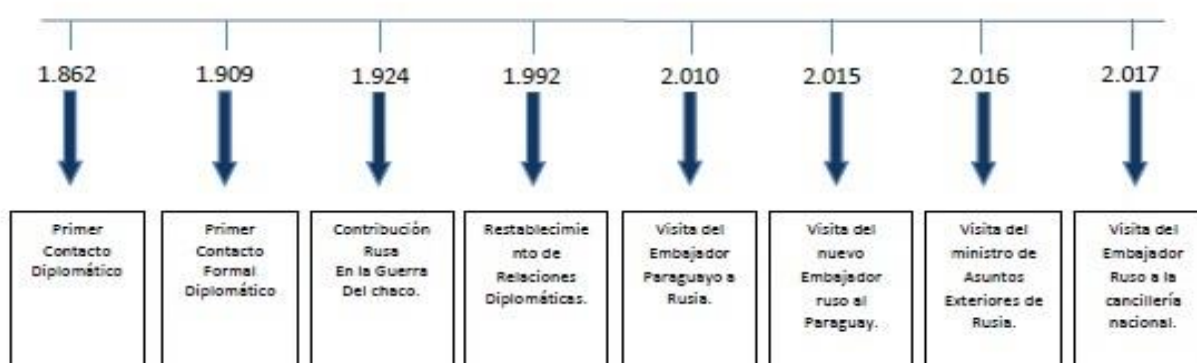 1.862 1.909 1.924 1.992 2.010 2.015 2.016 2.017
Primer
Contacto
Diplomático
Primer
Contacto
Formal
Diplomático
Contribución
Rusa
En la Guerra
Del chaco.
Restablecimie
nto de
Relaciones
Diplomáticas.
Visita del
Embajador
Paraguayo a
Rusia.
Visita del
nuevo
Embajador
ruso al
Paraguay.
Visita del
ministro de
Asuntos
Exteriores de
Rusia.
Visita del
Embajador
Ruso a la
cancillería
nacional.